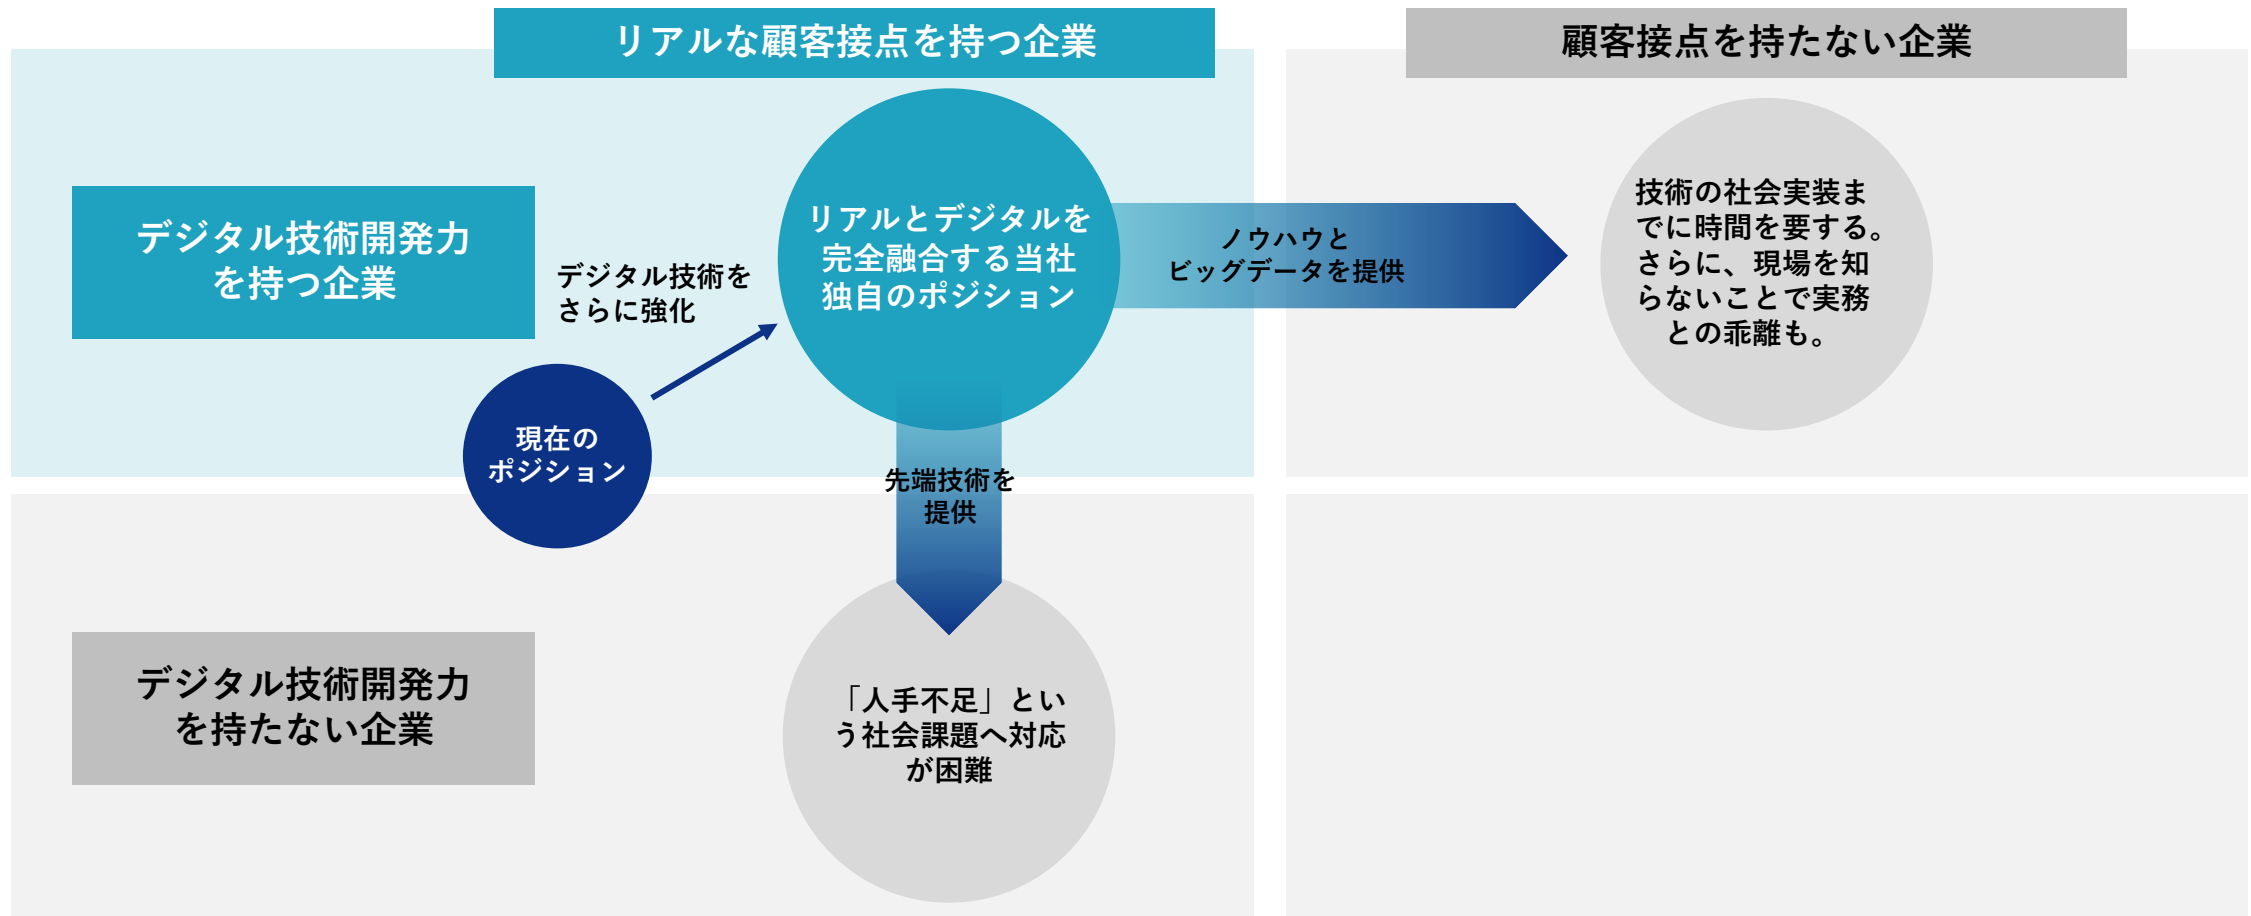 リアルな顧客接点を持つ企業
顧客接点を持たない企業
デジタル技術開発力
を持つ企業
デジタル技術を
さらに強化
現在の
ポジション
リアルとデジタルを
完全融合する当社
独自のポジション
ノウハウと
ビッグデータを提供
技術の社会実装ま
でに時間を要する。
さらに、現場を知
らないことで実務
との乖離も。
先端技術を
提供
デジタル技術開発力
を持たない企業
「人手不足」とい
う社会課題へ対応
が困難